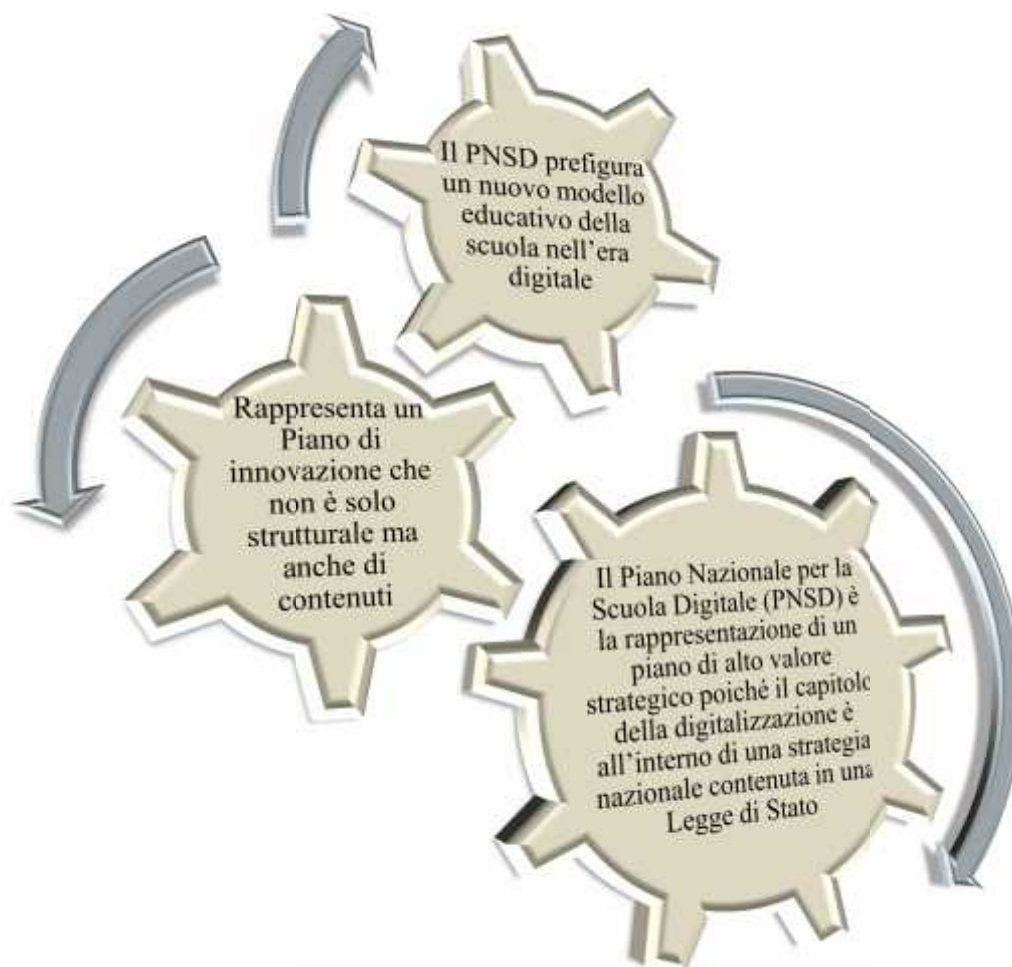 Il PNSD prefigura
un nuovo modello
educativo della
scuola nell'era
digitale
Rappresenta un
Piano di
innovazione che
non è solo
strutturale ma
anche di
contenuti
Il Piano Nazionale per la
Scuola Digitale (PNSD) è
la rappresentazione di un
piano di alto valore
strategico poiché il capitolo
della digitalizzazione è
all'interno di una strategia
nazionale contenuta in una
Legge di Stato